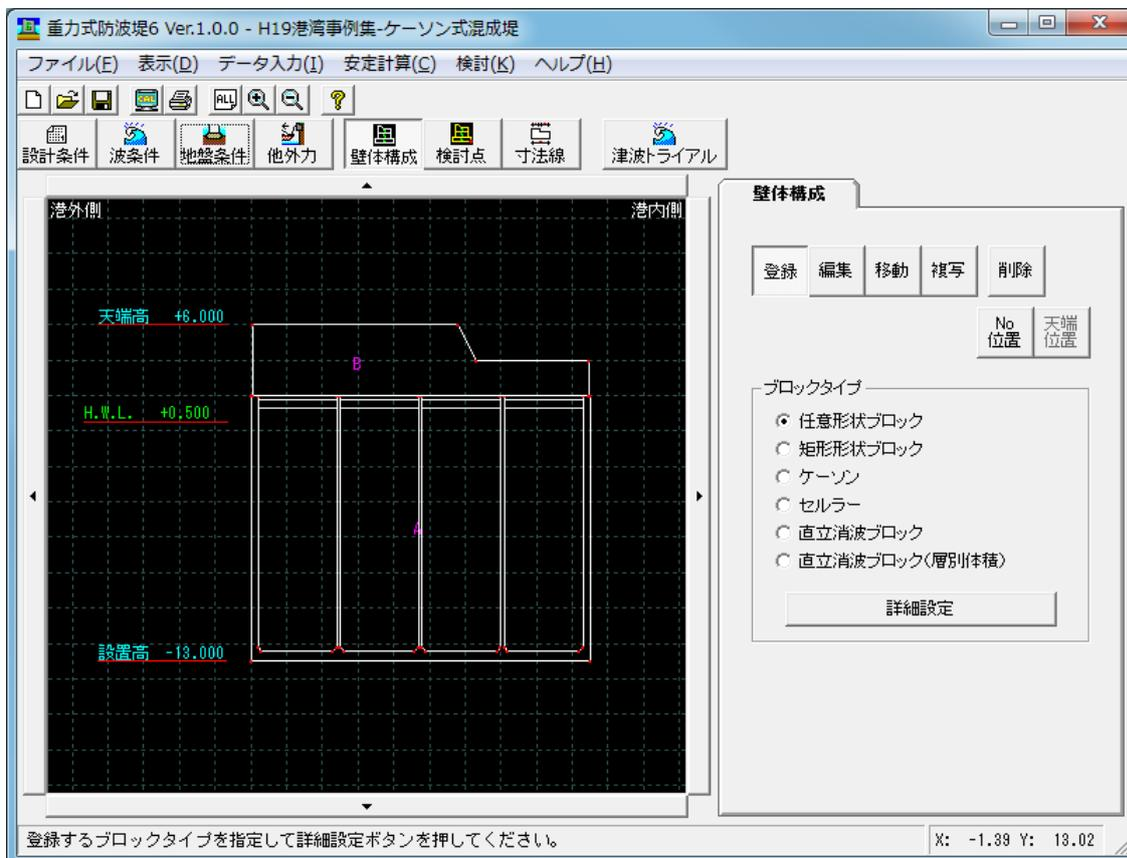 重力式防波堤6 Ver.1.0.0 - H19港湾事例集-ケーソン式混成堤
ファイル(F) 表示(D) データ入力(I) 安定計算(C) 検討(K) ヘルプ(H)
CAL ALL ?
設計条件 波条件 地盤条件 他外力 壁体構成 検討点 寸法線 津波トライアル
港外側 港内側
天端高 +6.000
B
H.W.L. +0.500
A
設置高 -13.000
壁体構成
登録 編集 移動 複写 削除
No位置 天端位置
ブロックタイプ
任意形状ブロック
矩形形状ブロック
ケーソン
セルラー
直立消波ブロック
直立消波ブロック(層別体積)
詳細設定
登録するブロックタイプを指定して詳細設定ボタンを押してください。 X: -1.39 Y: 13.02